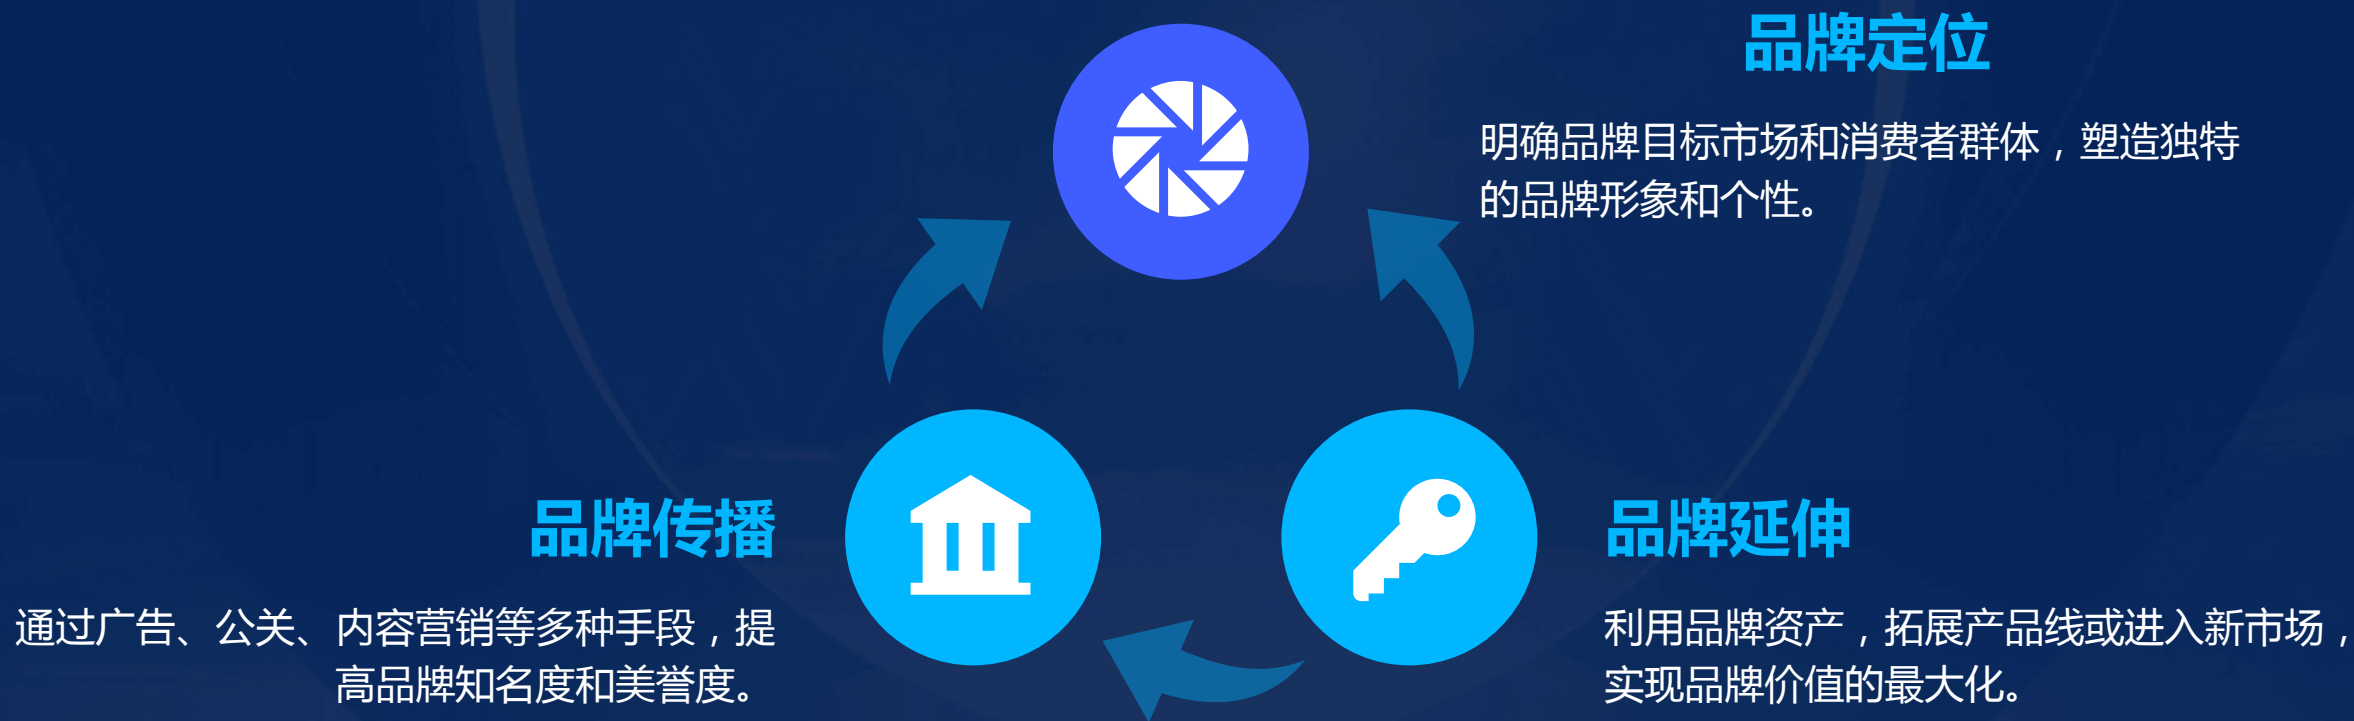 品牌定位
明确品牌目标市场和消费者群体，塑造独特
的品牌形象和个性。
品牌传播
通过广告、公关、内容营销等多种手段，提
高品牌知名度和美誉度。
品牌延伸
利用品牌资产，拓展产品线或进入新市场，
实现品牌价值的最大化。